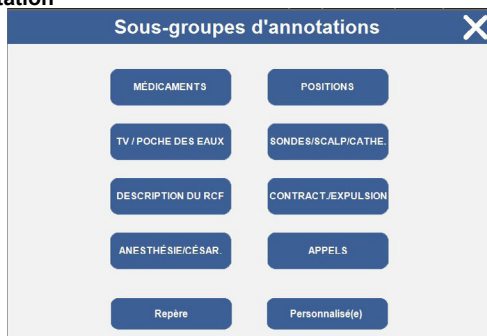 tation
Sous-groupes d'annotations
MÉDICAMENTS
POSITIONS
TV / POCHE DES EAUX
SONDES/SCALP/CATHE.
DESCRIPTION DU RCF
CONTRACT./EXPULSION
ANESTHÉSIE/CÉSAR.
APPELS
Repère
Personnalisé(e)